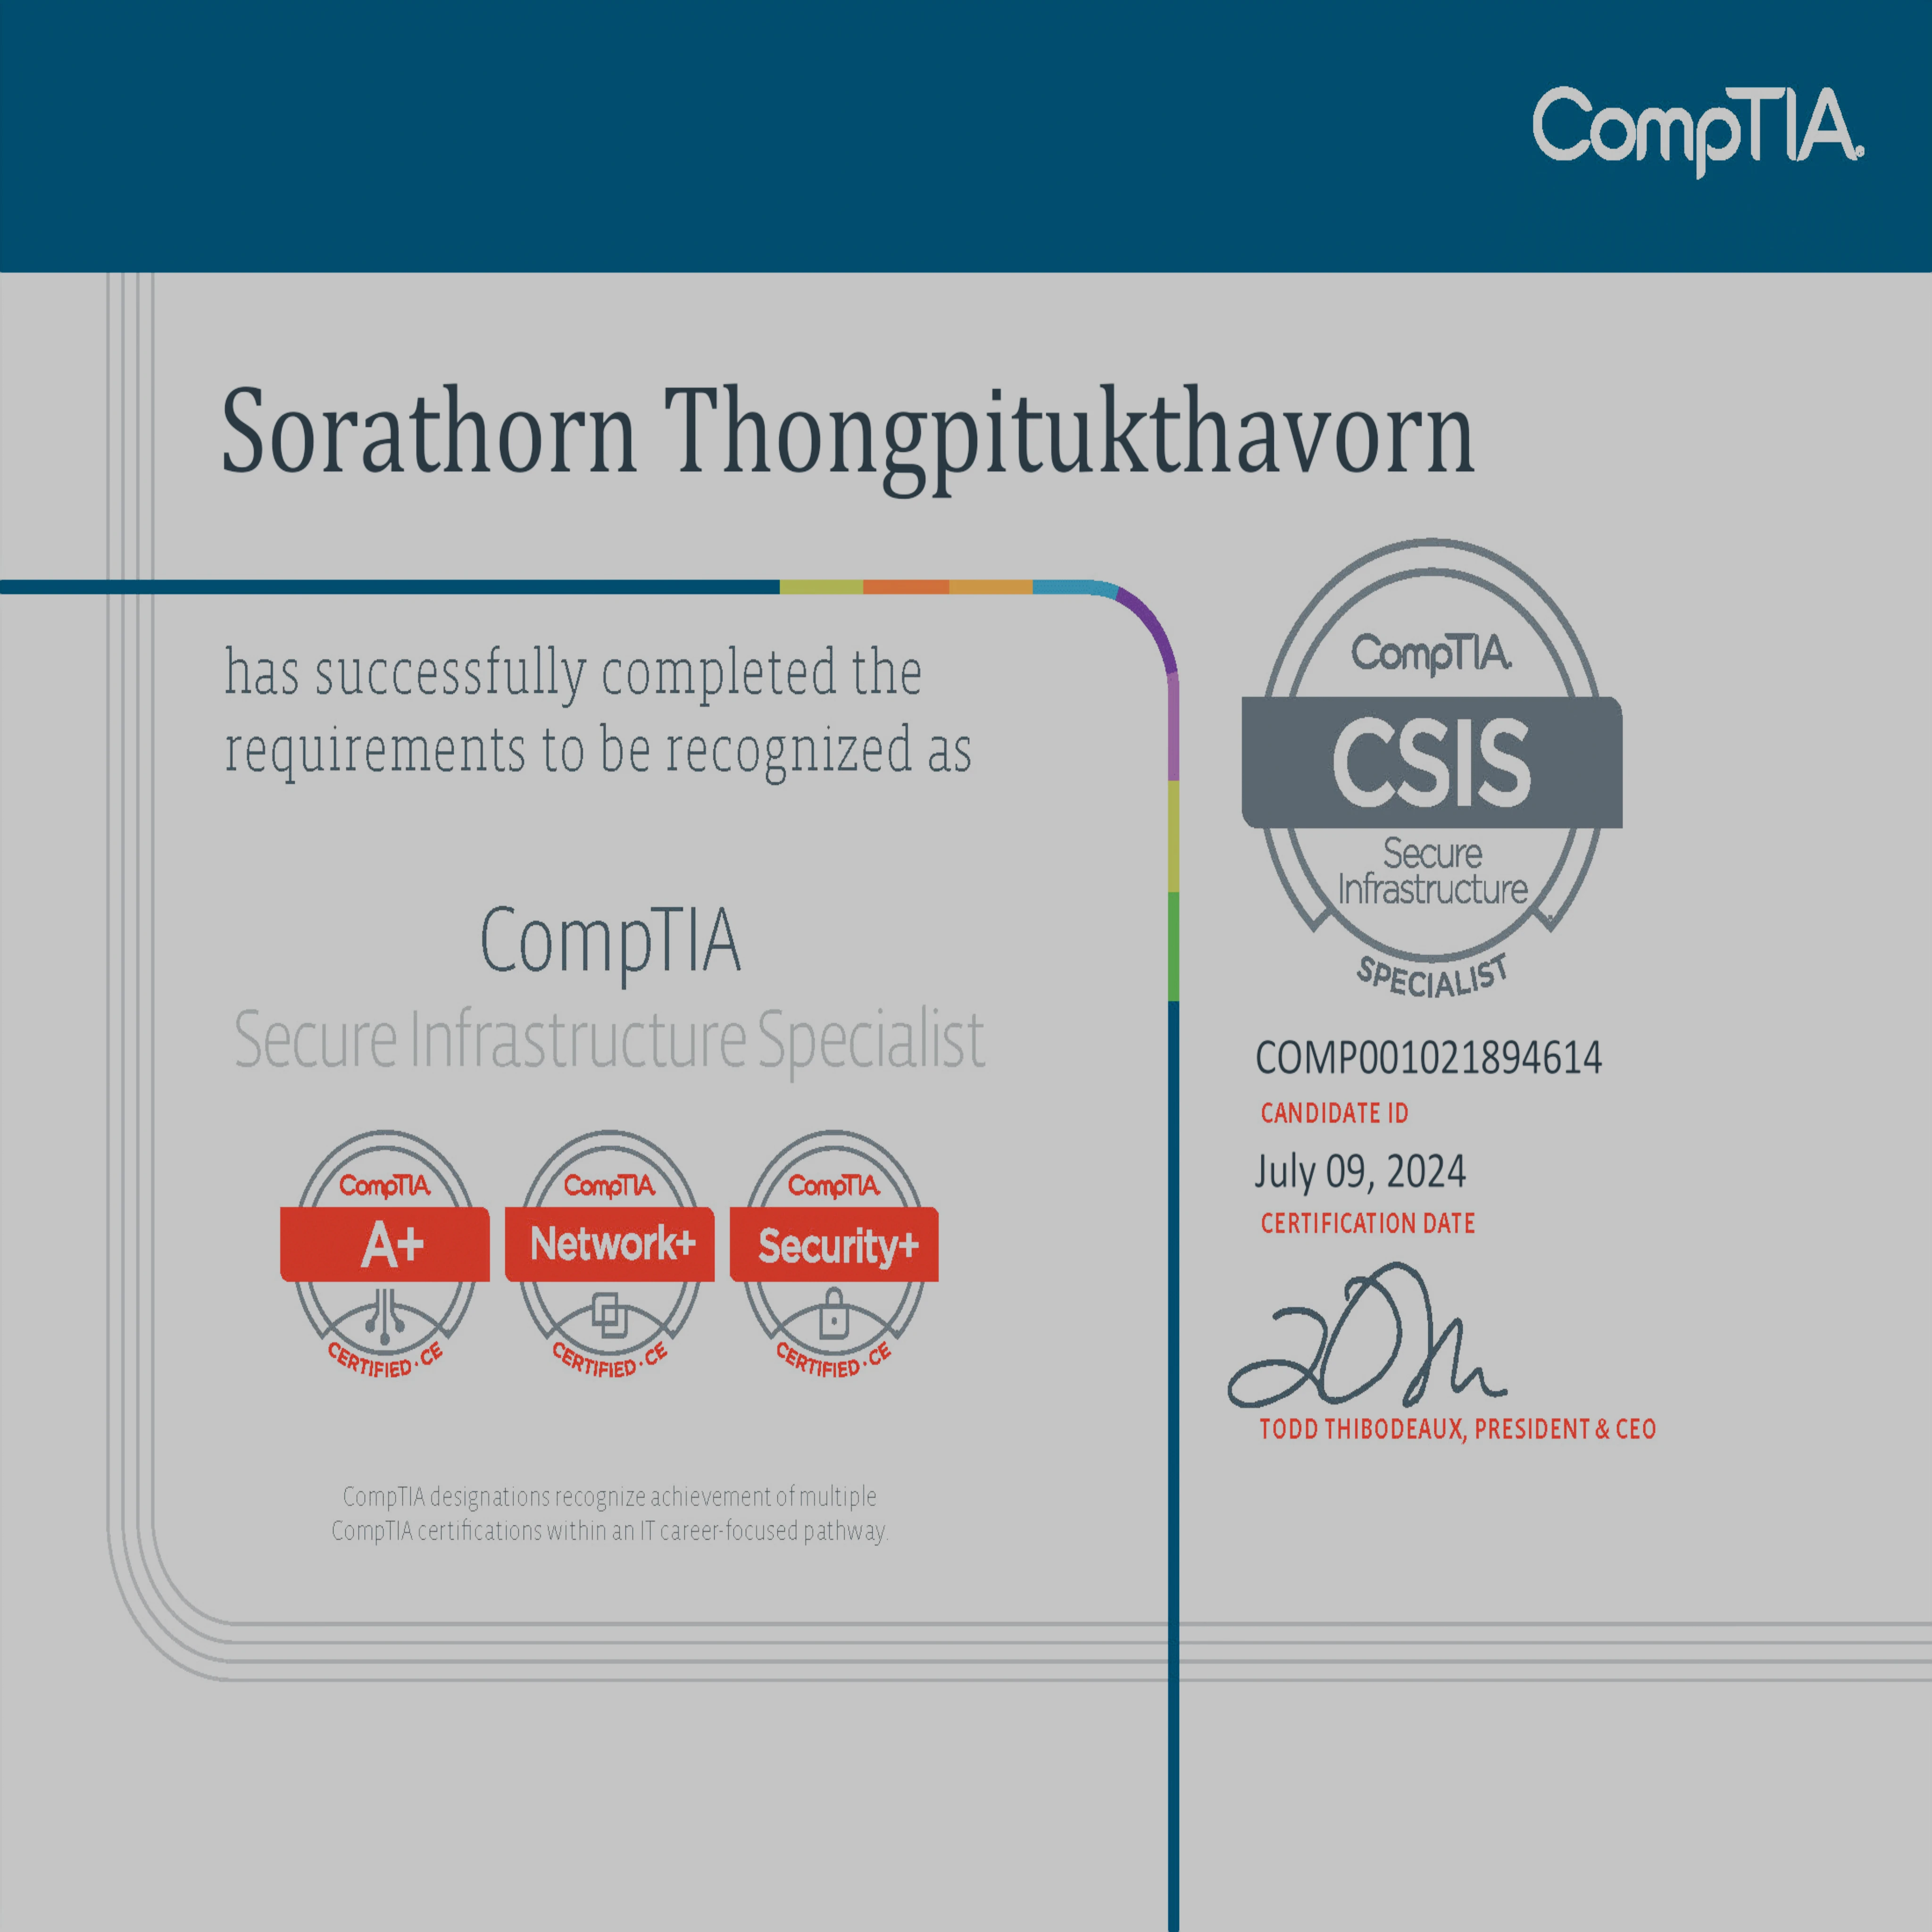 CompTIA.
Sorathorn Thongpitukthavorn
has successfully completed the
requirements to be recognized as
CompTIA
Secure Infrastructure Specialist
CompTIA.
A+
CERTIFIED · CE
CompTIA.
Network+
CERTIFIED · CE
CompTIA.
Security+
CERTIFIED · CE
CompTIA designations recognize achievement of multiple
CompTIA certifications within an IT career-focused pathway.
CompTIA.
CSIS
Secure
Infrastructure
SPECIALIST
COMP001021894614
CANDIDATE ID
July 09, 2024
CERTIFICATION DATE
TODD THIBODEAUX, PRESIDENT & CEO